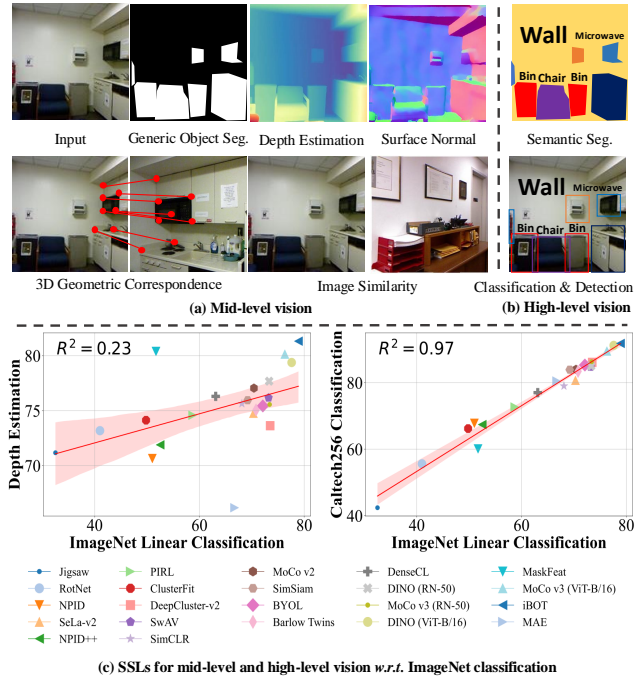 Input
Generic Object Seg.
Depth Estimation
Surface Normal
Wall
Microwave
Bin
Chair
Bin
Semantic Seg.
3D Geometric Correspondence
Image Similarity
Wall
Microwave
Bin
Chair
Bin
Classification & Detection
(a) Mid-level vision
(b) High-level vision
R² = 0.23
Depth Estimation
80
75
70
40
60
80
ImageNet Linear Classification
R² = 0.97
Caltech256 Classification
80
60
40
40
60
80
ImageNet Linear Classification
Jigsaw
RotNet
NPID
SeLa-v2
NPID++
PIRL
ClusterFit
DeepCluster-v2
SwAV
SimCLR
MoCo v2
SimSiam
BYOL
Barlow Twins
DenseCL
DINO (RN-50)
MoCo v3 (RN-50)
DINO (ViT-B/16)
MaskFeat
MoCo v3 (ViT-B/16)
iBOT
MAE
(c) SSLs for mid-level and high-level vision w.r.t. ImageNet classification